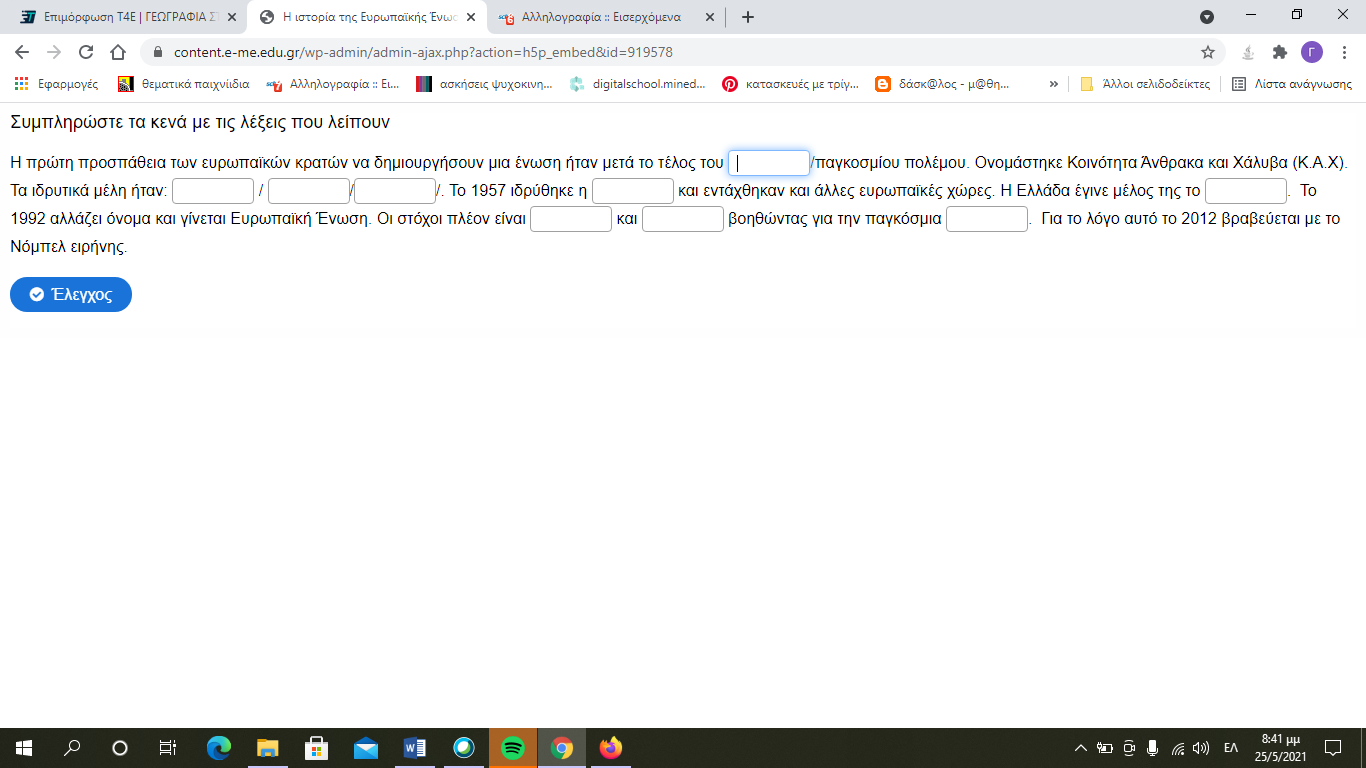 Επιμόρφωση Τ4Ε | ΓΕΩΓΡΑΦΙΑ ΣΤ
Η ιστορία της Ευρωπαϊκής Ένως
Αλληλογραφία :: Εισερχόμενα
content.e-me.edu.gr/wp-admin/admin-ajax.php?action=h5p_embed&id=919578
Γ
Εφαρμογές θεματικά παιχνίιδια Αλληλογραφία :: Ει... ασκήσεις ψυχοκινη... digitalschool.mined... κατασκευές με τρίγ... δάσκ@λος - μ@θη... » Άλλοι σελιδοδείκτες Λίστα ανάγνωσης
Συμπληρώστε τα κενά με τις λέξεις που λείπουν
Η πρώτη προσπάθεια των ευρωπαϊκών κρατών να δημιουργήσουν μια ένωση ήταν μετά το τέλος του /παγκοσμίου πολέμου. Ονομάστηκε Κοινότητα Άνθρακα και Χάλυβα (Κ.Α.Χ).
Τα ιδρυτικά μέλη ήταν: / / /. Το 1957 ιδρύθηκε η και εντάχθηκαν και άλλες ευρωπαϊκές χώρες. Η Ελλάδα έγινε μέλος της το . Το
1992 αλλάζει όνομα και γίνεται Ευρωπαϊκή Ένωση. Οι στόχοι πλέον είναι και βοηθώντας για την παγκόσμια . Για το λόγο αυτό το 2012 βραβεύεται με το
Νόμπελ ειρήνης.
Έλεγχος
ΕΛ
8:41 μμ
25/5/2021